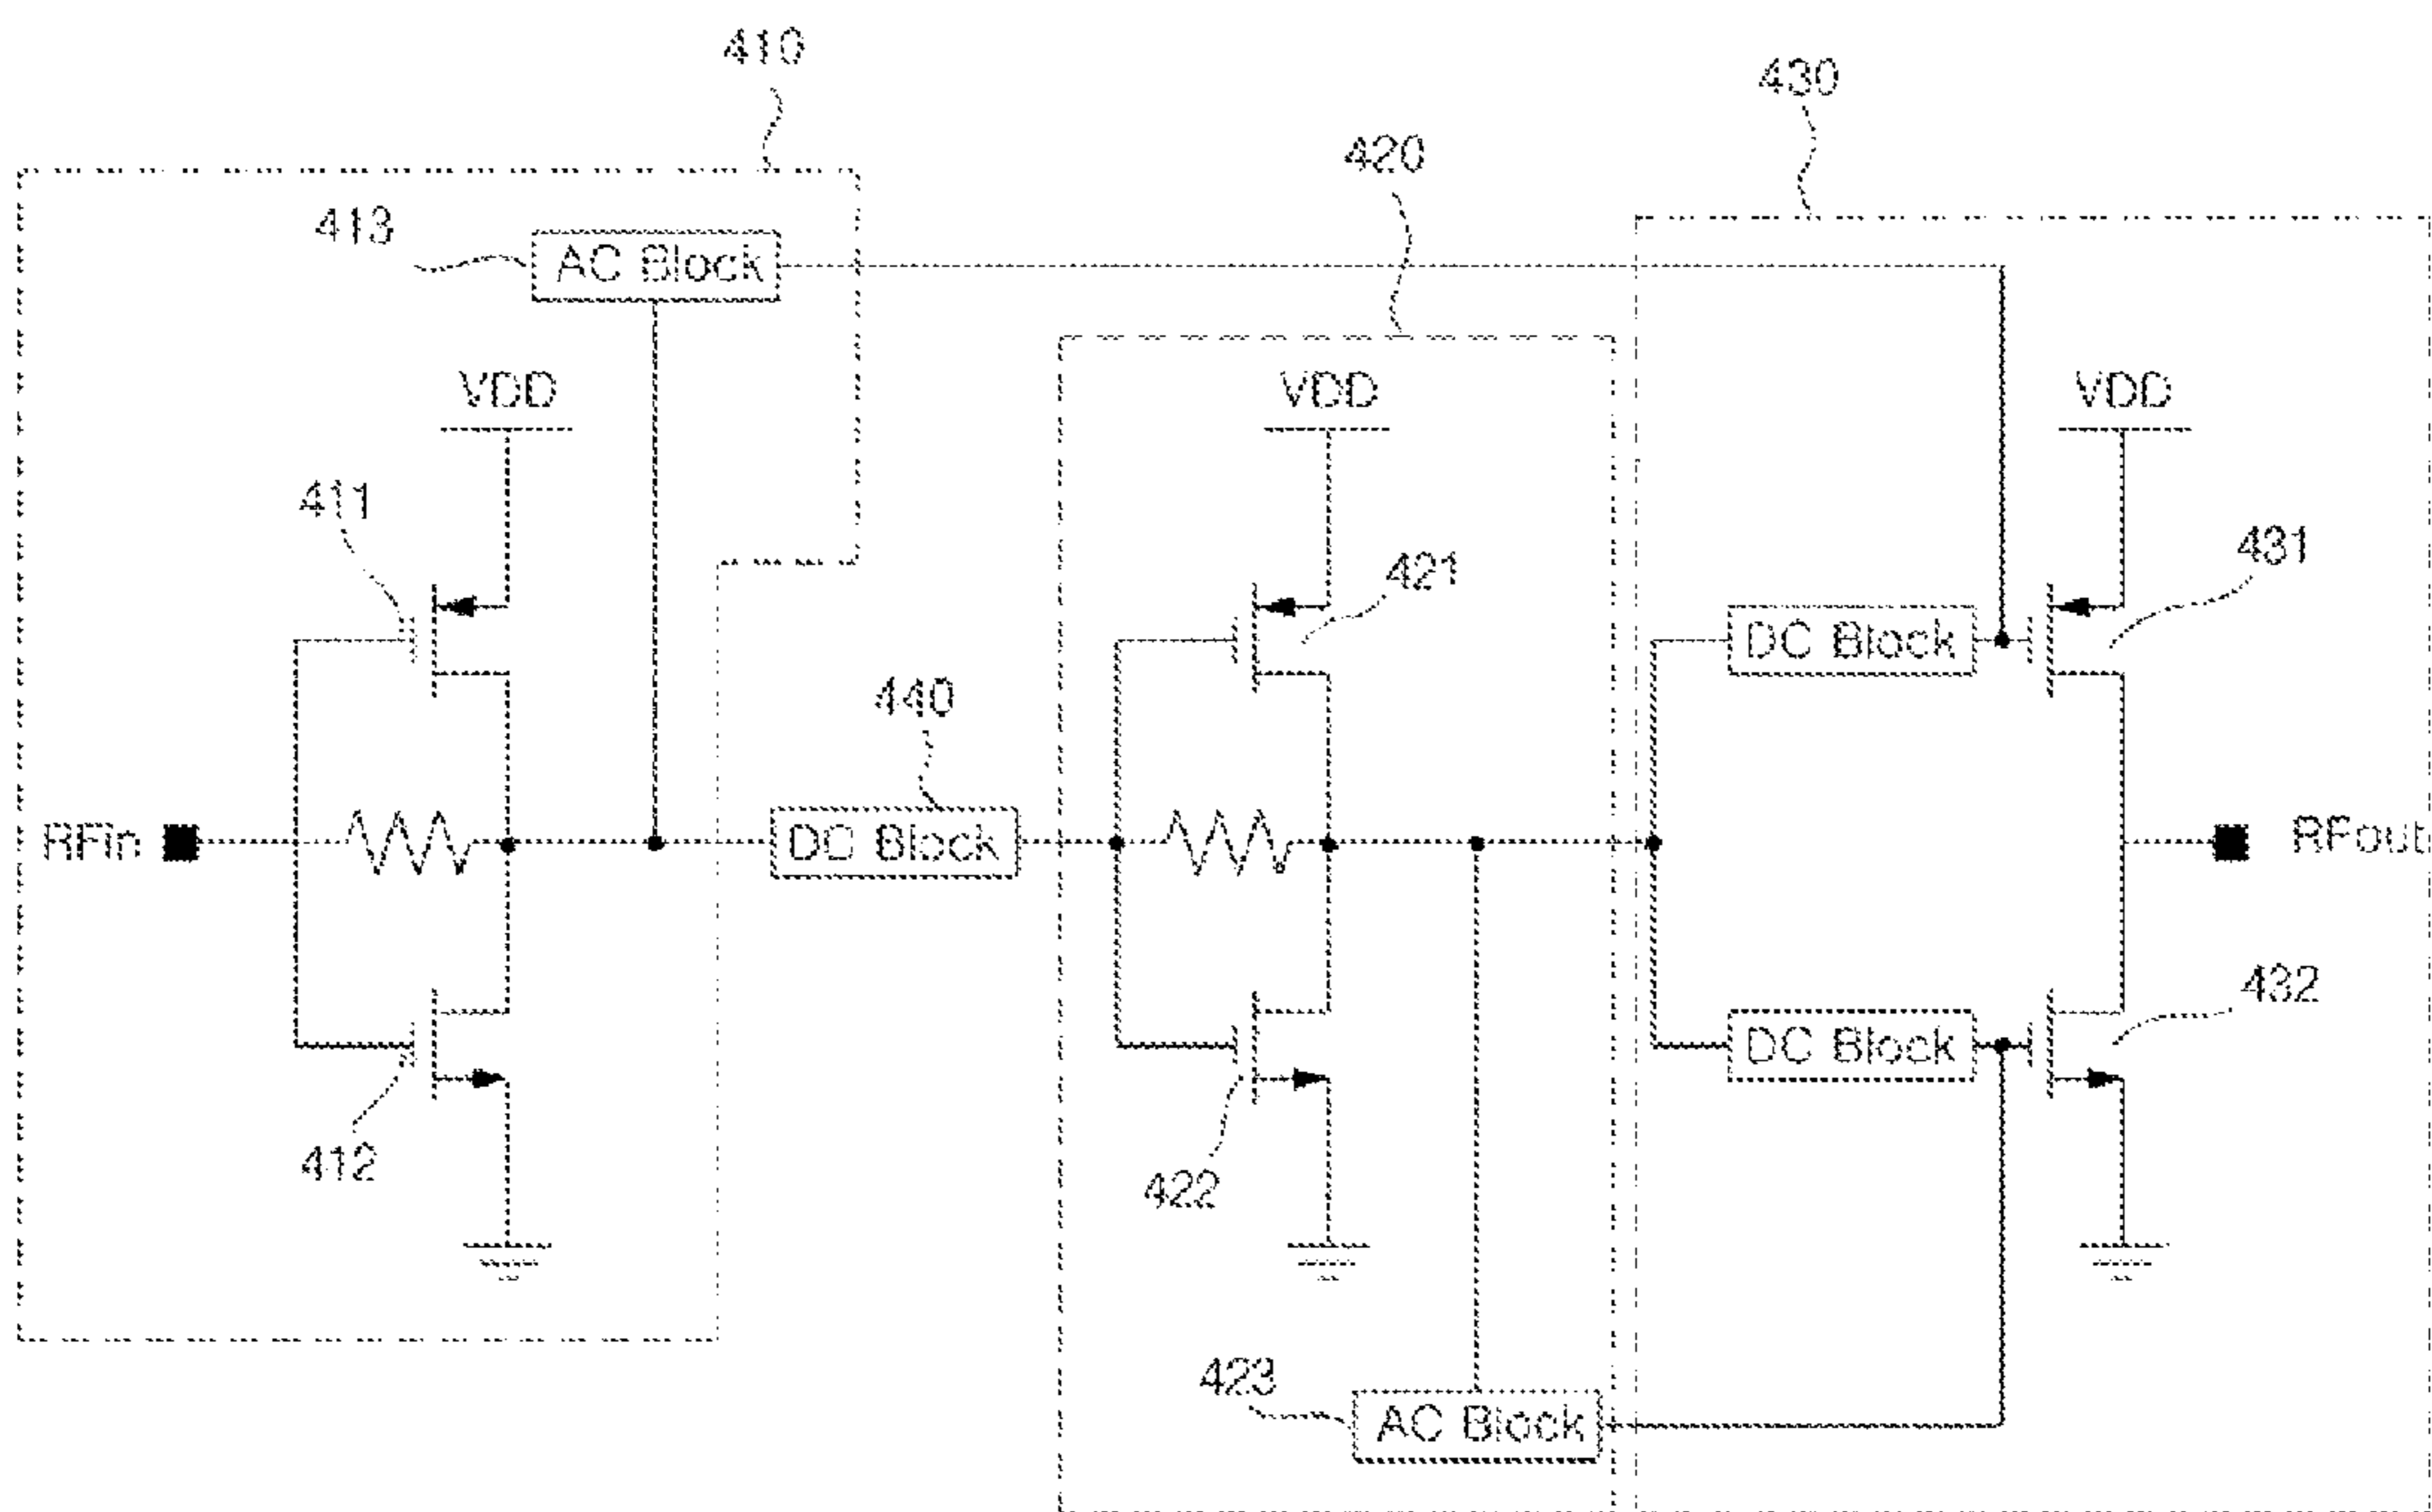 410
430
420
413
AC Block
VDD
VDD
VDD
411
421
431
DC Block
440
RFin
DC Block
RFout
432
DC Block
412
422
423
AC Block